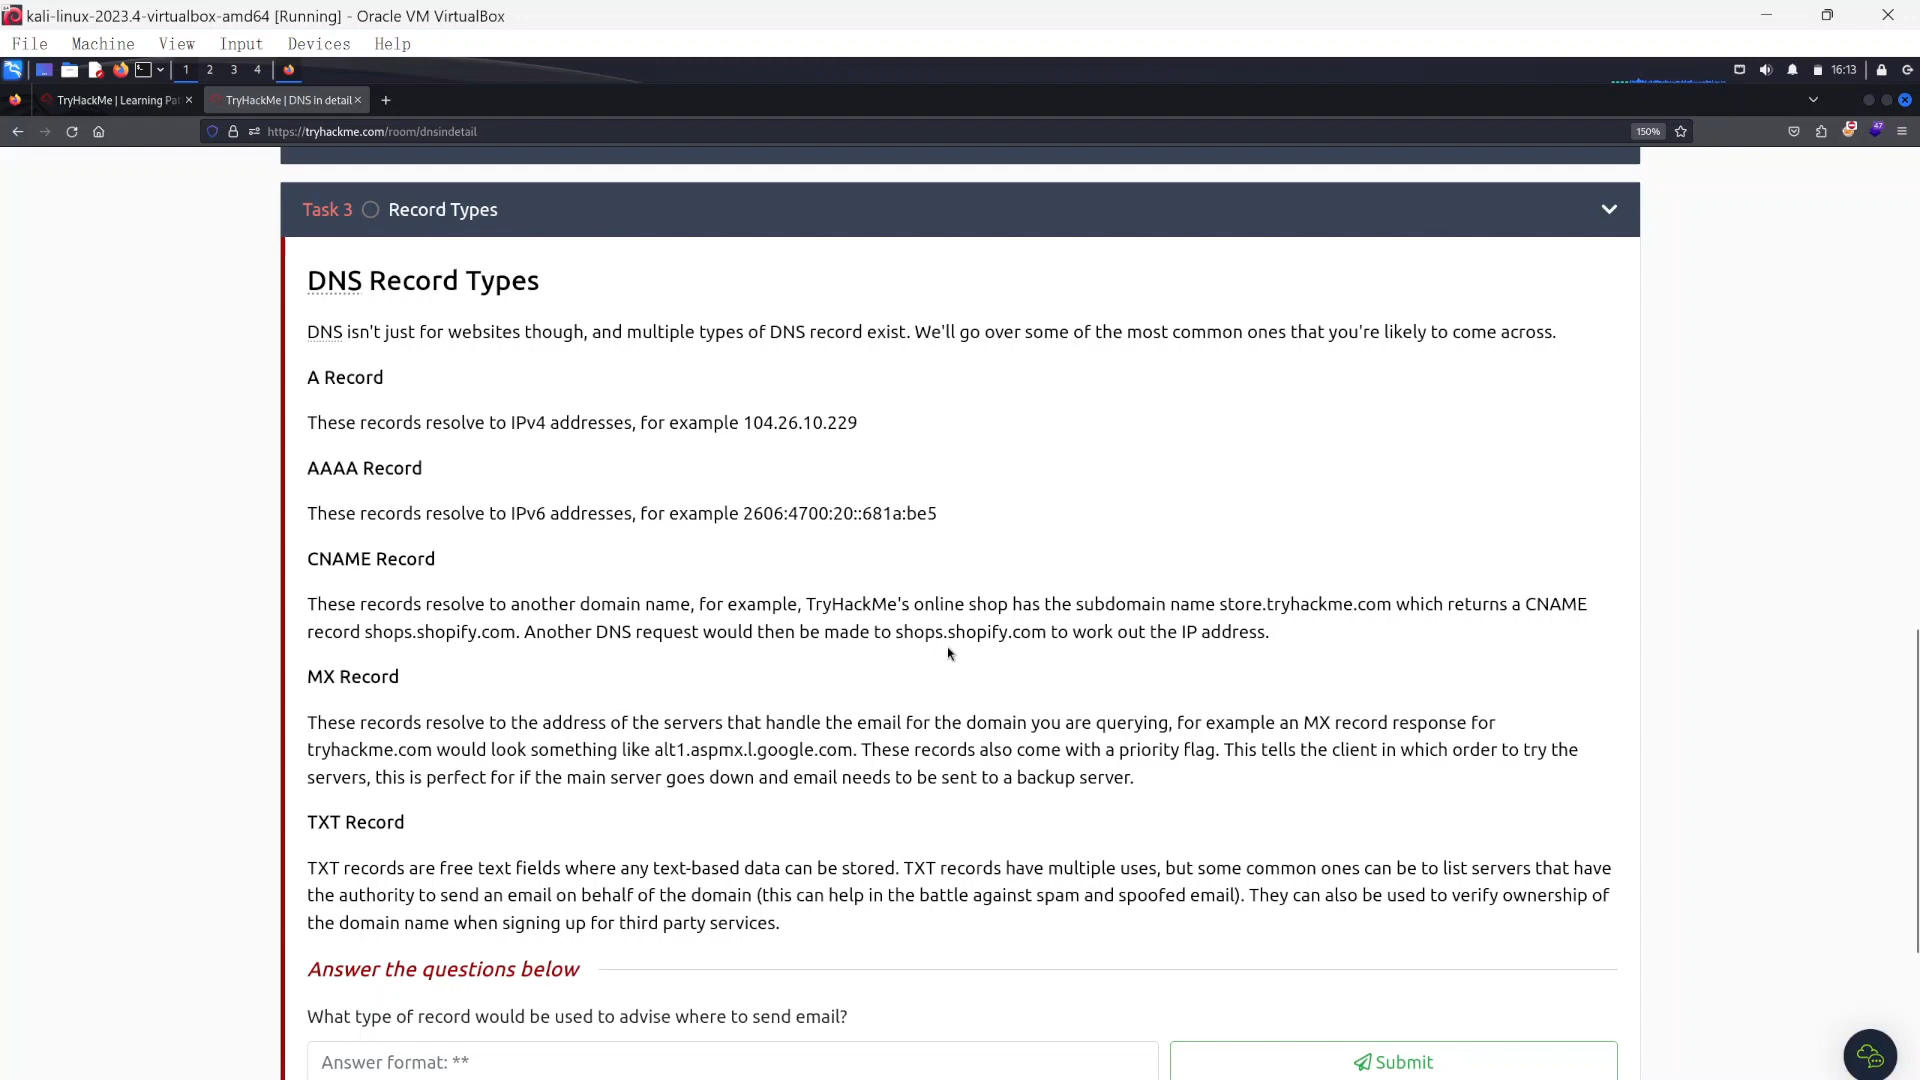 kali-linux-2023.4-virtualbox-amd64 [Running] - Oracle VM VirtualBox
File Machine View Input Devices Help
1 2 3 4 16:13
TryHackMe | Learning Pat TryHackMe | DNS in detail
https://tryhackme.com/room/dnsindetail 150% 47
Task 3 Record Types
DNS Record Types
DNS isn't just for websites though, and multiple types of DNS record exist. We'll go over some of the most common ones that you're likely to come across.
A Record
These records resolve to IPv4 addresses, for example 104.26.10.229
AAAA Record
These records resolve to IPv6 addresses, for example 2606:4700:20::681a:be5
CNAME Record
These records resolve to another domain name, for example, TryHackMe's online shop has the subdomain name store.tryhackme.com which returns a CNAME
record shops.shopify.com. Another DNS request would then be made to shops.shopify.com to work out the IP address.
MX Record
These records resolve to the address of the servers that handle the email for the domain you are querying, for example an MX record response for
tryhackme.com would look something like alt1.aspmx.l.google.com. These records also come with a priority flag. This tells the client in which order to try the
servers, this is perfect for if the main server goes down and email needs to be sent to a backup server.
TXT Record
TXT records are free text fields where any text-based data can be stored. TXT records have multiple uses, but some common ones can be to list servers that have
the authority to send an email on behalf of the domain (this can help in the battle against spam and spoofed email). They can also be used to verify ownership of
the domain name when signing up for third party services.
Answer the questions below
What type of record would be used to advise where to send email?
Answer format: ** Submit